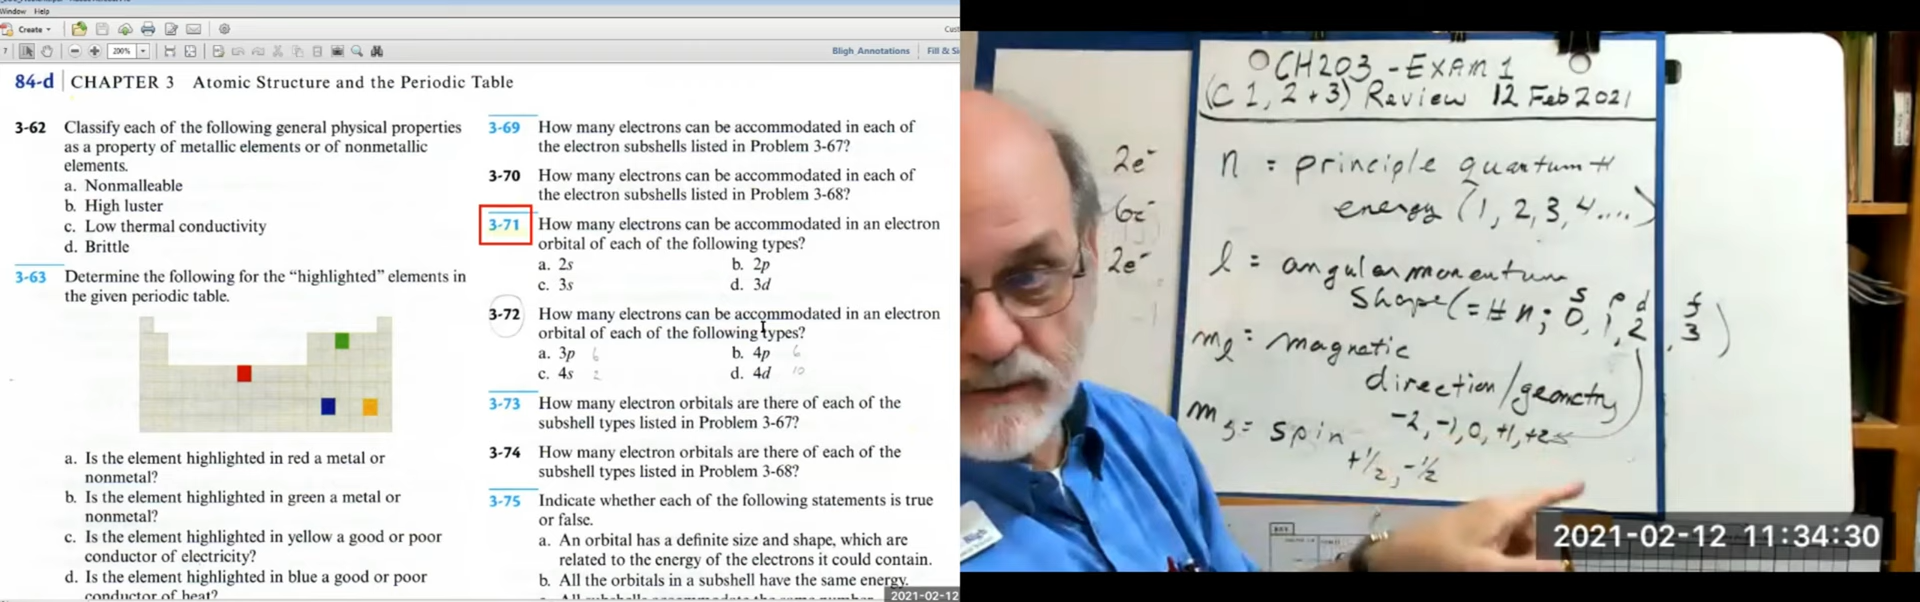 Window Help
Create
200%
Bligh Annotations
84-d CHAPTER 3 Atomic Structure and the Periodic Table
3-62 Classify each of the following general physical properties
as a property of metallic elements or of nonmetallic
elements.
a. Nonmalleable
b. High luster
c. Low thermal conductivity
d. Brittle
3-63 Determine the following for the “highlighted” elements in
the given periodic table.
a. Is the element highlighted in red a metal or
nonmetal?
b. Is the element highlighted in green a metal or
nonmetal?
c. Is the element highlighted in yellow a good or poor
conductor of electricity?
d. Is the element highlighted in blue a good or poor
conductor of heat?
3-69 How many electrons can be accommodated in each of
the electron subshells listed in Problem 3-67?
3-70 How many electrons can be accommodated in each of
the electron subshells listed in Problem 3-68?
3-71 How many electrons can be accommodated in an electron
orbital of each of the following types?
a. 2s b. 2p
c. 3s d. 3d
3-72 How many electrons can be accommodated in an electron
orbital of each of the following types?
a. 3p 6 b. 4p 6
c. 4s 2 d. 4d 10
3-73 How many electron orbitals are there of each of the
subshell types listed in Problem 3-67?
3-74 How many electron orbitals are there of each of the
subshell types listed in Problem 3-68?
3-75 Indicate whether each of the following statements is true
or false.
a. An orbital has a definite size and shape, which are
related to the energy of the electrons it could contain.
b. All the orbitals in a subshell have the same energy.
2021-02-12
CH203 - EXAM 1
(C 1, 2 + 3) Review 12 Feb 2021
n = principle quantum #
energy (1, 2, 3, 4....)
l = angular momentum
s p d f
shape (= # n; 0, 1, 2, 3)
ml = magnetic
direction/geometry
-2, -1, 0, +1, +2
ms = spin
+1/2, -1/2
2e-
6e-
2e-
Bligh
2021-02-12 11:34:30